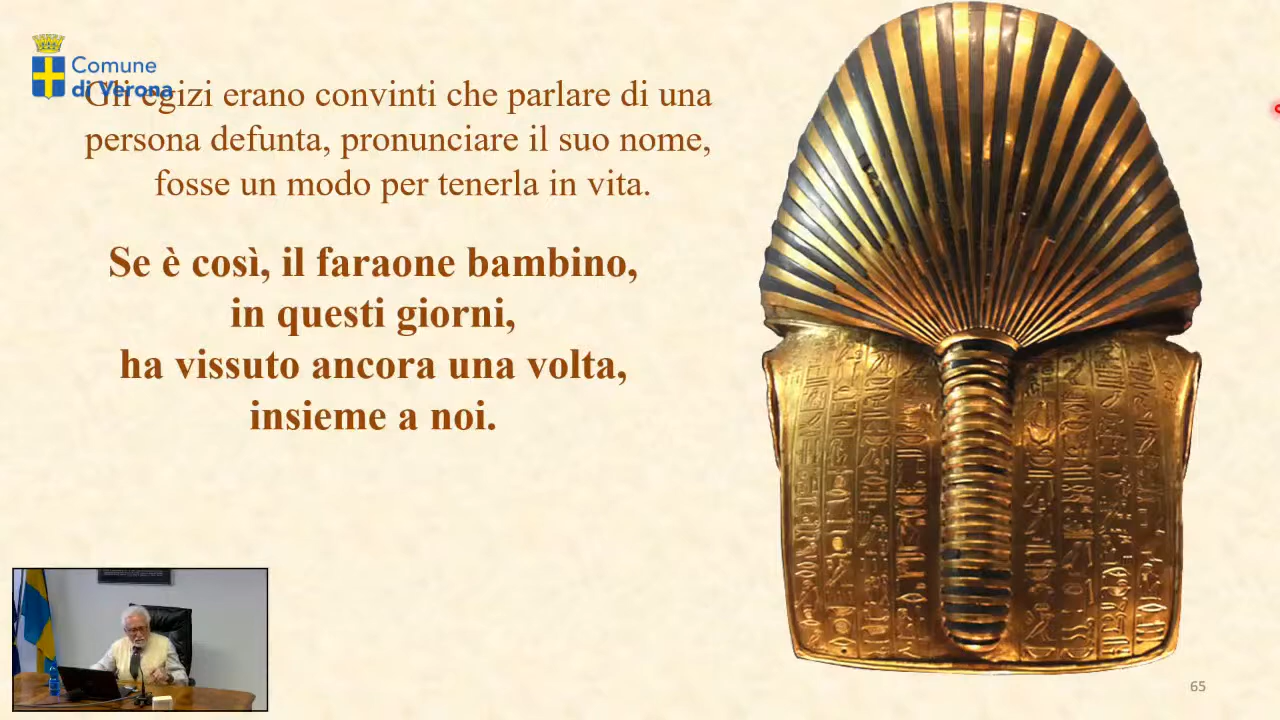 Comune
di Verona
Gli egizi erano convinti che parlare di una
persona defunta, pronunciare il suo nome,
fosse un modo per tenerla in vita.
Se è così, il faraone bambino,
in questi giorni,
ha vissuto ancora una volta,
insieme a noi.
65